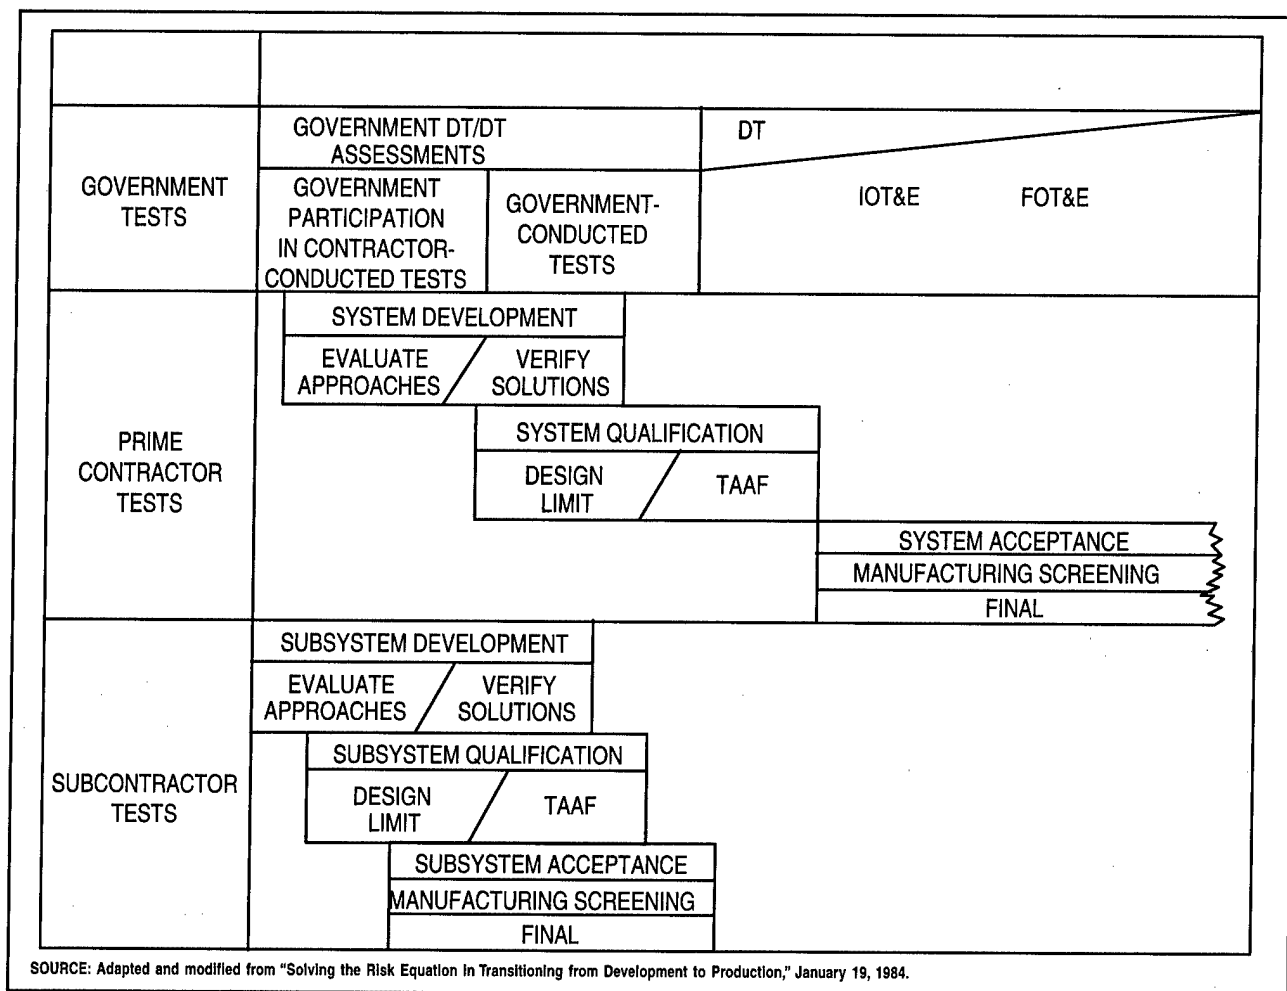 GOVERNMENT
TESTS
GOVERNMENT DT/DT
ASSESSMENTS
DT
GOVERNMENT
PARTICIPATION
IN CONTRACTOR-
CONDUCTED TESTS
GOVERNMENT-
CONDUCTED
TESTS
IOT&E
FOT&E
PRIME
CONTRACTOR
TESTS
SYSTEM DEVELOPMENT
EVALUATE
APPROACHES
VERIFY
SOLUTIONS
SYSTEM QUALIFICATION
DESIGN
LIMIT
TAAF
SYSTEM ACCEPTANCE
MANUFACTURING SCREENING
FINAL
SUBCONTRACTOR
TESTS
SUBSYSTEM DEVELOPMENT
EVALUATE
APPROACHES
VERIFY
SOLUTIONS
SUBSYSTEM QUALIFICATION
DESIGN
LIMIT
TAAF
SUBSYSTEM ACCEPTANCE
MANUFACTURING SCREENING
FINAL
SOURCE: Adapted and modified from “Solving the Risk Equation in Transitioning from Development to Production,” January 19, 1984.